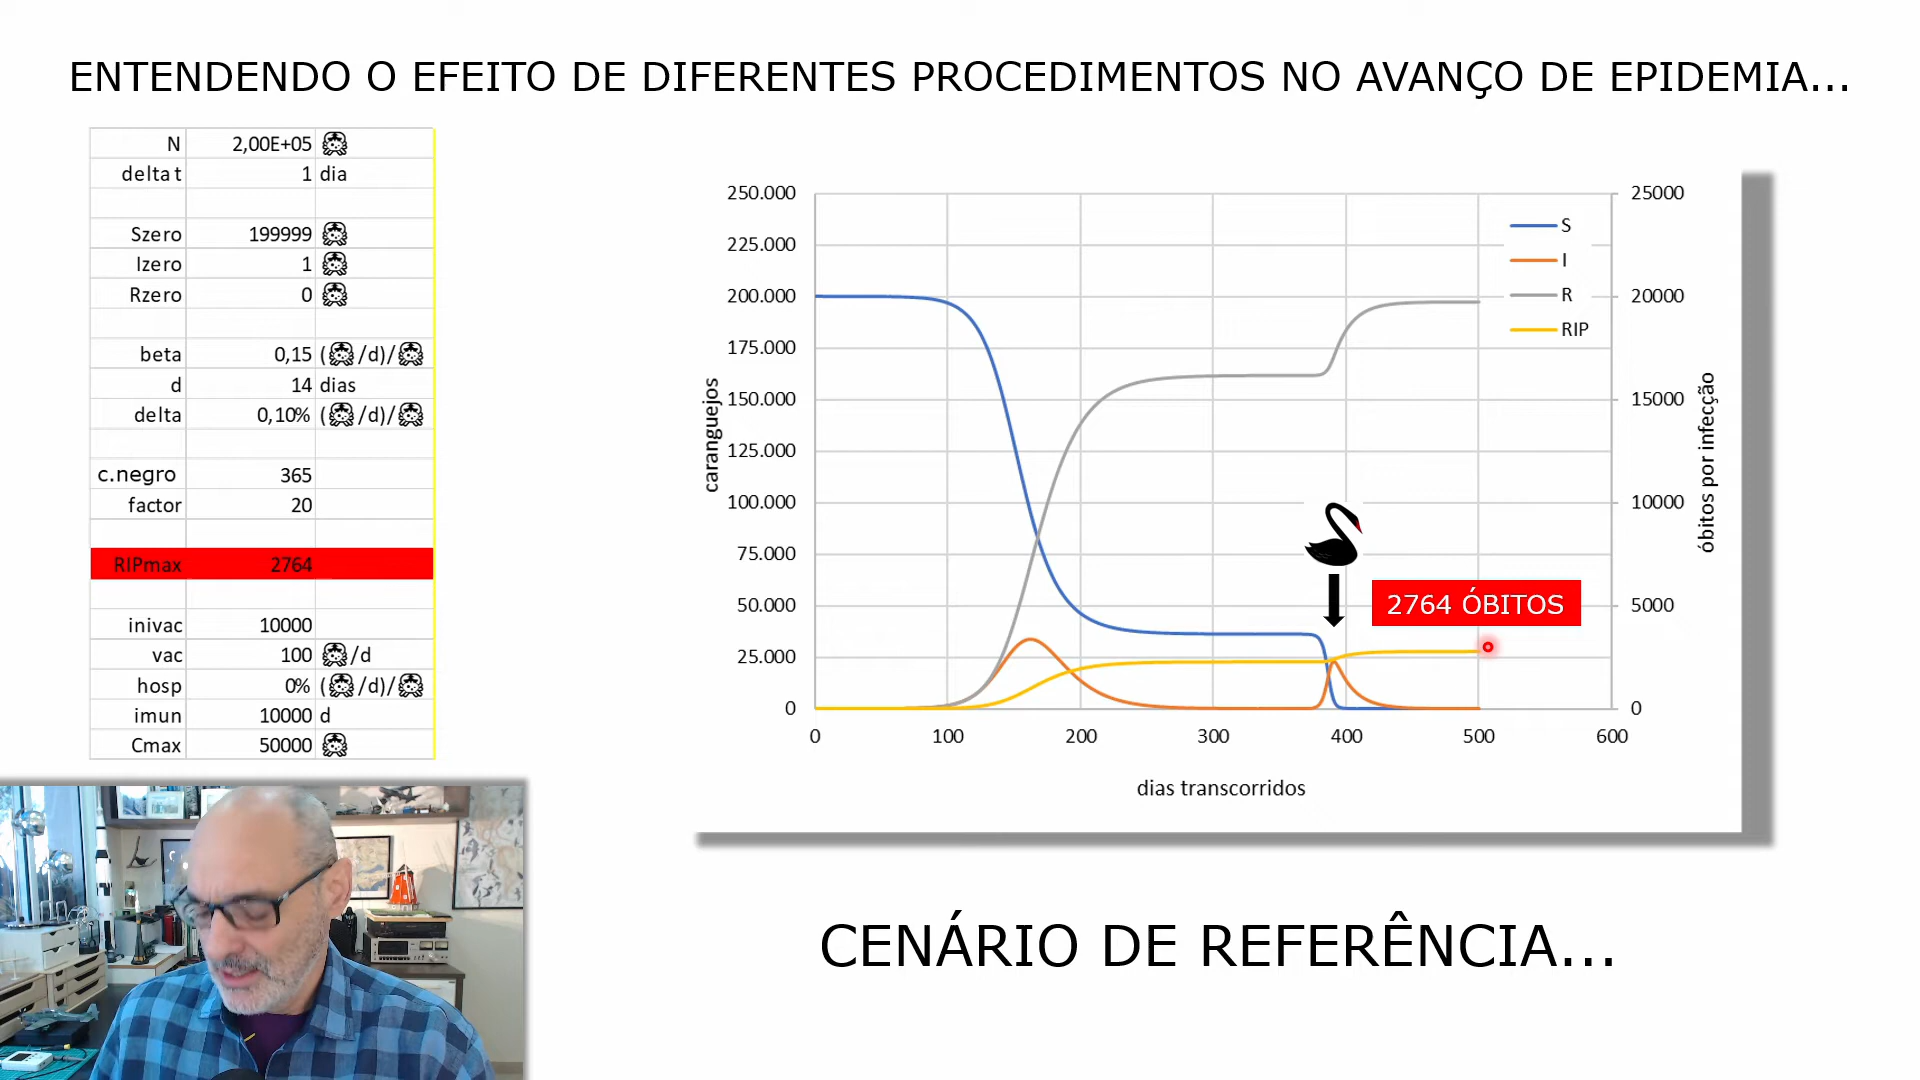 ENTENDENDO O EFEITO DE DIFERENTES PROCEDIMENTOS NO AVANÇO DE EPIDEMIA...
N 2,00E+05
delta t 1 dia
Szero 199999
Izero 1
Rzero 0
beta 0,15 ( /d)/
d 14 dias
delta 0,10% ( /d)/
c.negro 365
factor 20
RIPmax 2764
inivac 10000
vac 100 /d
hosp 0% ( /d)/
imun 10000 d
Cmax 50000
250.000
225.000
200.000
175.000
150.000
125.000
100.000
75.000
50.000
25.000
0
caranguejos
0 100 200 300 400 500 600
dias transcorridos
25000
20000
15000
10000
5000
0
óbitos por infecção
S
I
R
RIP
2764 ÓBITOS
CENÁRIO DE REFERÊNCIA...